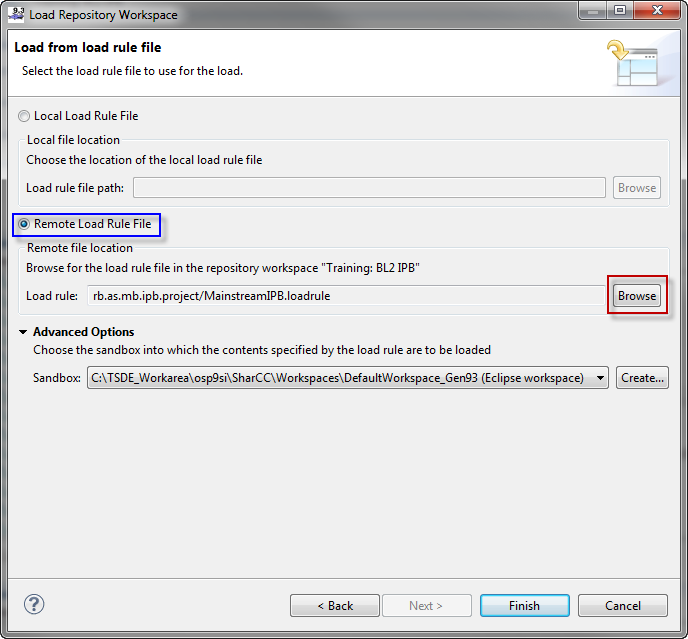 9.3 Load Repository Workspace
Load from load rule file
Select the load rule file to use for the load.
Local Load Rule File
Local file location
Choose the location of the local load rule file
Load rule file path: Browse
Remote Load Rule File
Remote file location
Browse for the load rule file in the repository workspace "Training: BL2 IPB"
Load rule: rb.as.mb.ipb.project/MainstreamIPB.loadrule Browse
Advanced Options
Choose the sandbox into which the contents specified by the load rule are to be loaded
Sandbox: C:\TSDE_Workarea\osp9si\SharCC\Workspaces\DefaultWorkspace_Gen93 (Eclipse workspace) Create...
? < Back Next > Finish Cancel